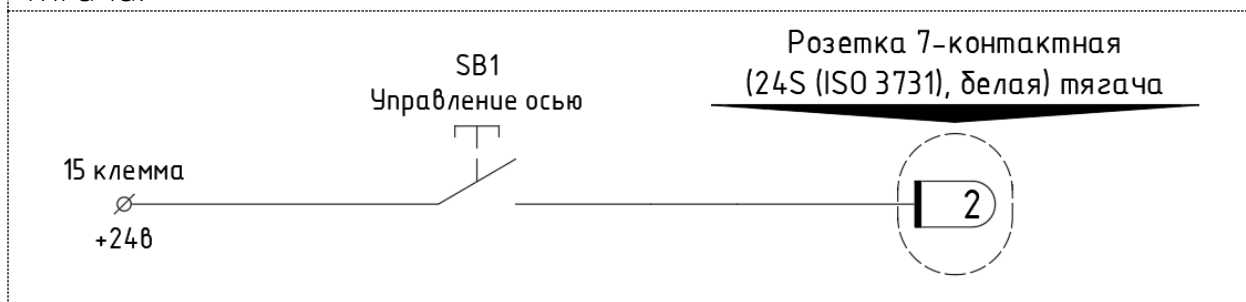 Розетка 7-контактная
(24S (ISO 3731), белая) тягача
SB1
Управление осью
15 клемма
+24в
2